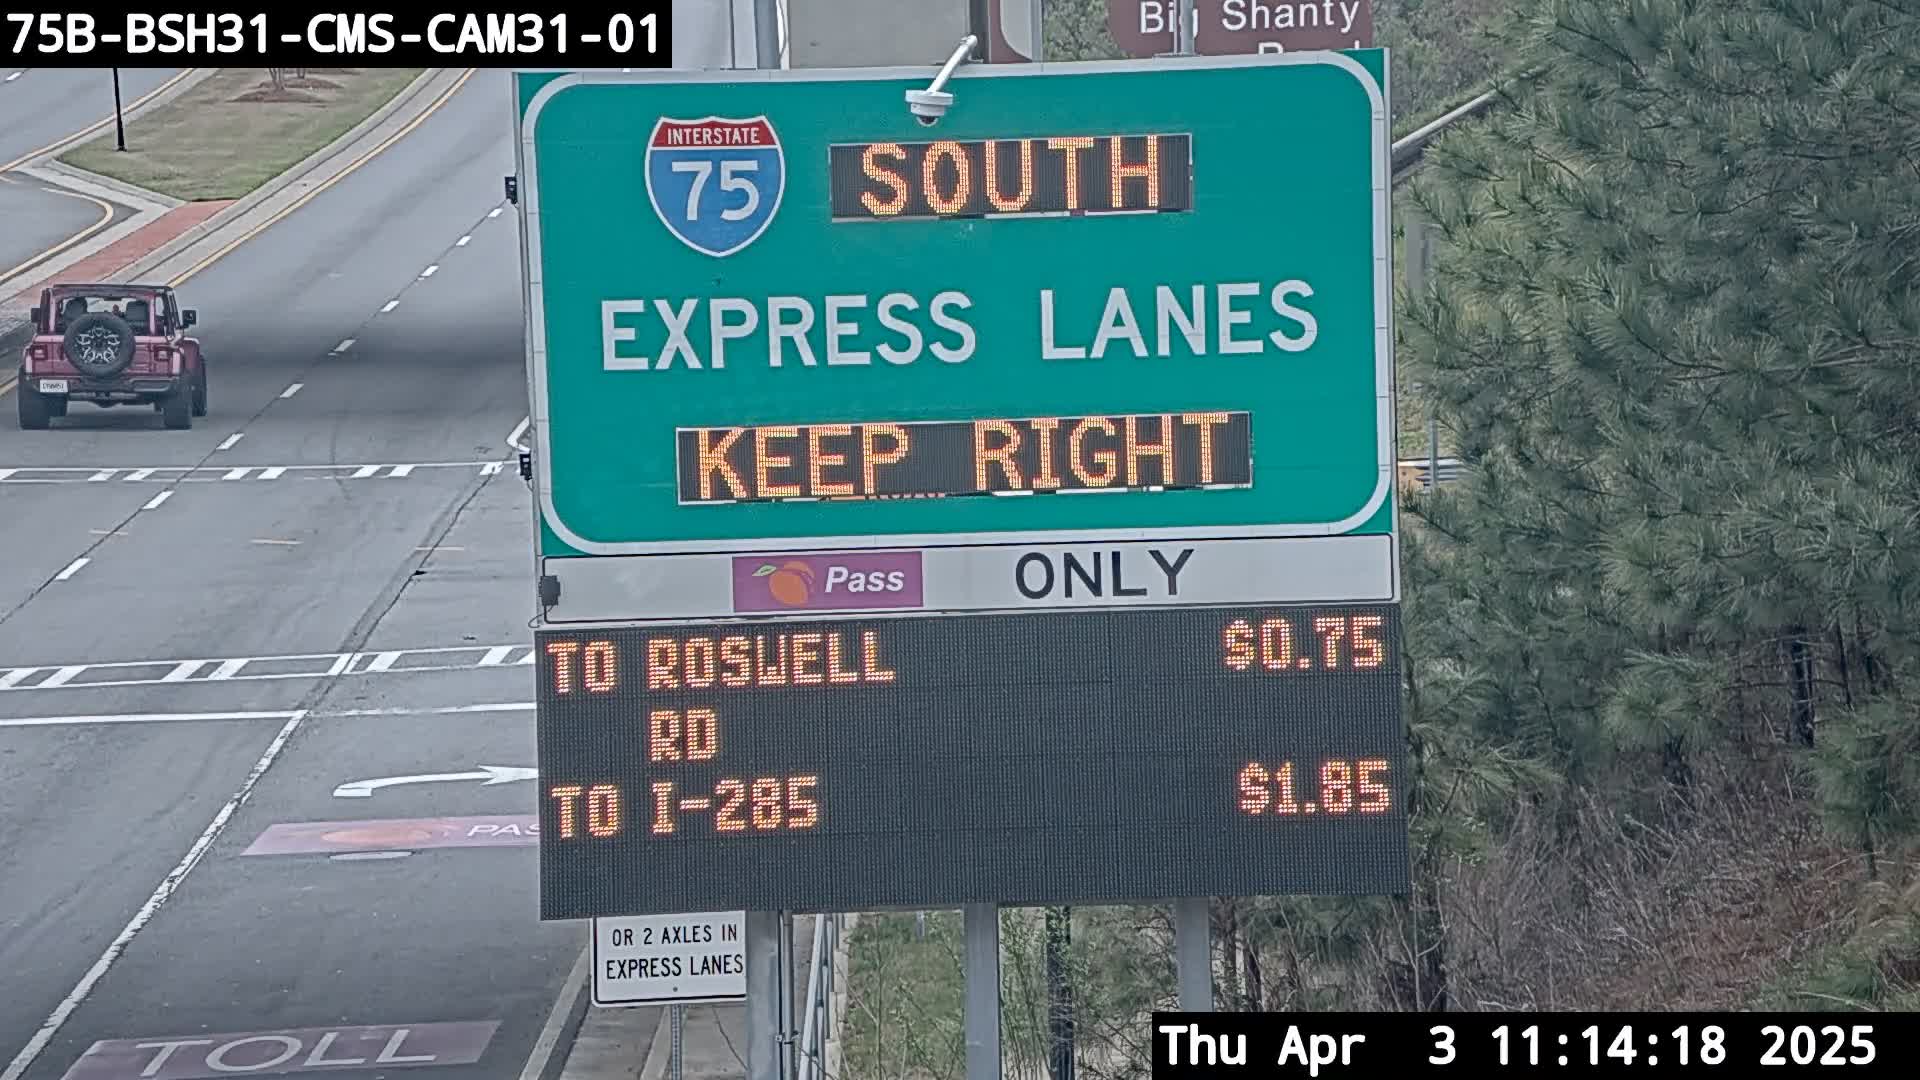 75B-BSH31-CMS-CAM31-01
Big Shanty
Road
INTERSTATE
75
SOUTH
EXPRESS LANES
KEEP RIGHT
Pass
ONLY
TO ROSWELL $0.75
RD
TO I-285 $1.85
PAS
OR 2 AXLES IN
EXPRESS LANES
TOLL
Thu Apr 3 11:14:18 2025